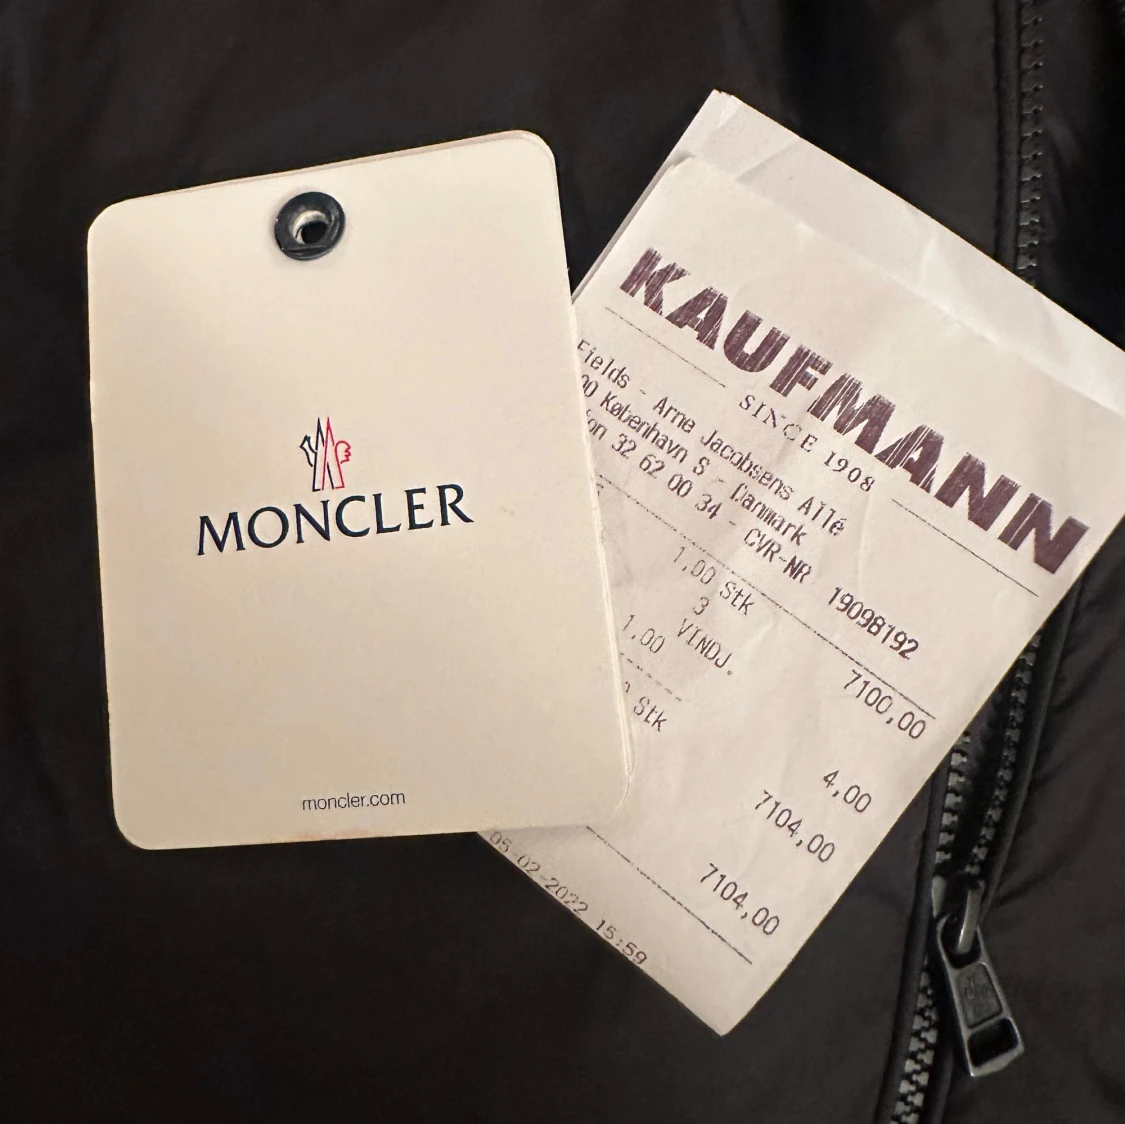 MONCLER
moncler.com
KAUFMANN
SINCE 1908
Fields - Arne Jacobsens Allé
København S - Danmark
32 62 00 34 - CVR-NR 19098192
1,00 Stk 7100,00
3
VINDJ.
1,00 4,00
7104,00
Stk 7104,00
05-02-2022 15:59